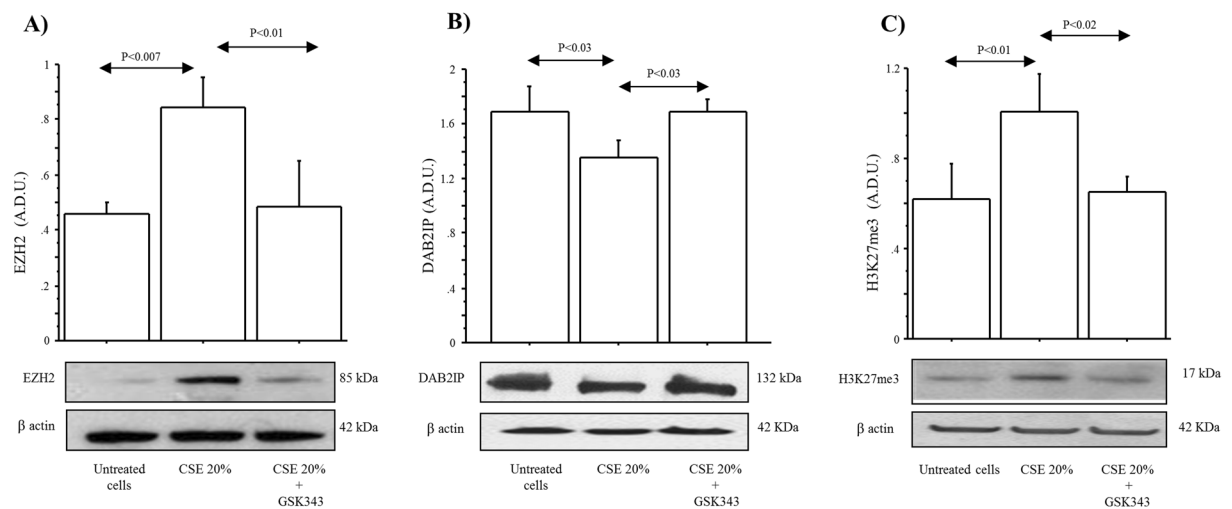 A)
P<0.007
P<0.01
1
.8
.6
.4
.2
0
EZH2 (A.D.U.)
EZH2
85 kDa
β actin
42 kDa
Untreated cells
CSE 20%
CSE 20% + GSK343
B)
P<0.03
P<0.03
2
1.6
1.2
.8
.4
0
DAB2IP (A.D.U.)
DAB2IP
132 kDa
β actin
42 KDa
Untreated cells
CSE 20%
CSE 20% + GSK343
C)
P<0.01
P<0.02
1.2
.8
.4
0
H3K27me3 (A.D.U.)
H3K27me3
17 kDa
β actin
42 KDa
Untreated cells
CSE 20%
CSE 20% + GSK343